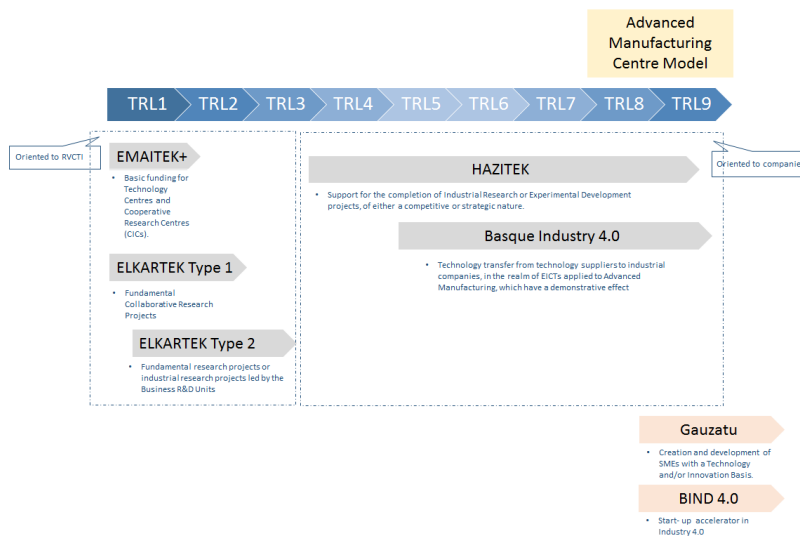 Advanced
Manufacturing
Centre Model
TRL1 TRL2 TRL3 TRL4 TRL5 TRL6 TRL7 TRL8 TRL9
Oriented to RVCTI
EMAITEK+
• Basic funding for
Technology
Centres and
Cooperative
Research Centres
(CICs).
ELKARTEK Type 1
• Fundamental
Collaborative Research
Projects
ELKARTEK Type 2
• Fundamental research projects or
industrial research projects led by the
Business R&D Units
HAZITEK
Oriented to companie
• Support for the completion of Industrial Research or Experimental Development
projects, of either a competitive or strategic nature.
Basque Industry 4.0
• Technology transfer from technology suppliers to industrial
companies, in the realm of EICTs applied to Advanced
Manufacturing, which have a demonstrative effect
Gauzatu
• Creation and development of
SMEs with a Technology
and/or Innovation Basis.
BIND 4.0
• Start- up accelerator in
Industry 4.0